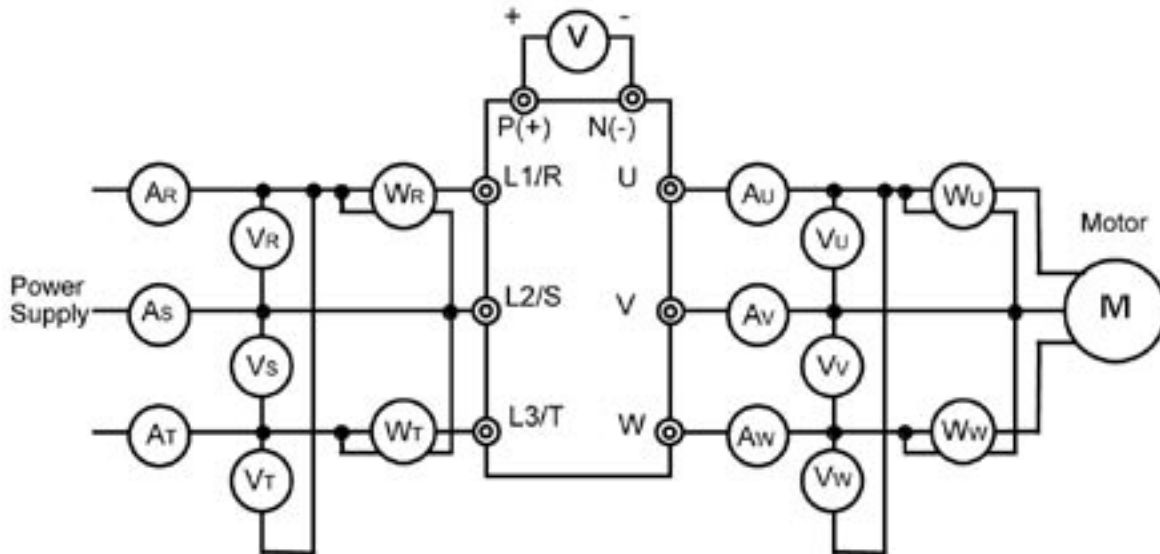 + V -
P(+) N(-)
AR WR L1/R U AU WU
VR VU Motor
Power
Supply AS L2/S V AV M
VS VV
AT WT L3/T W AW WW
VT VW